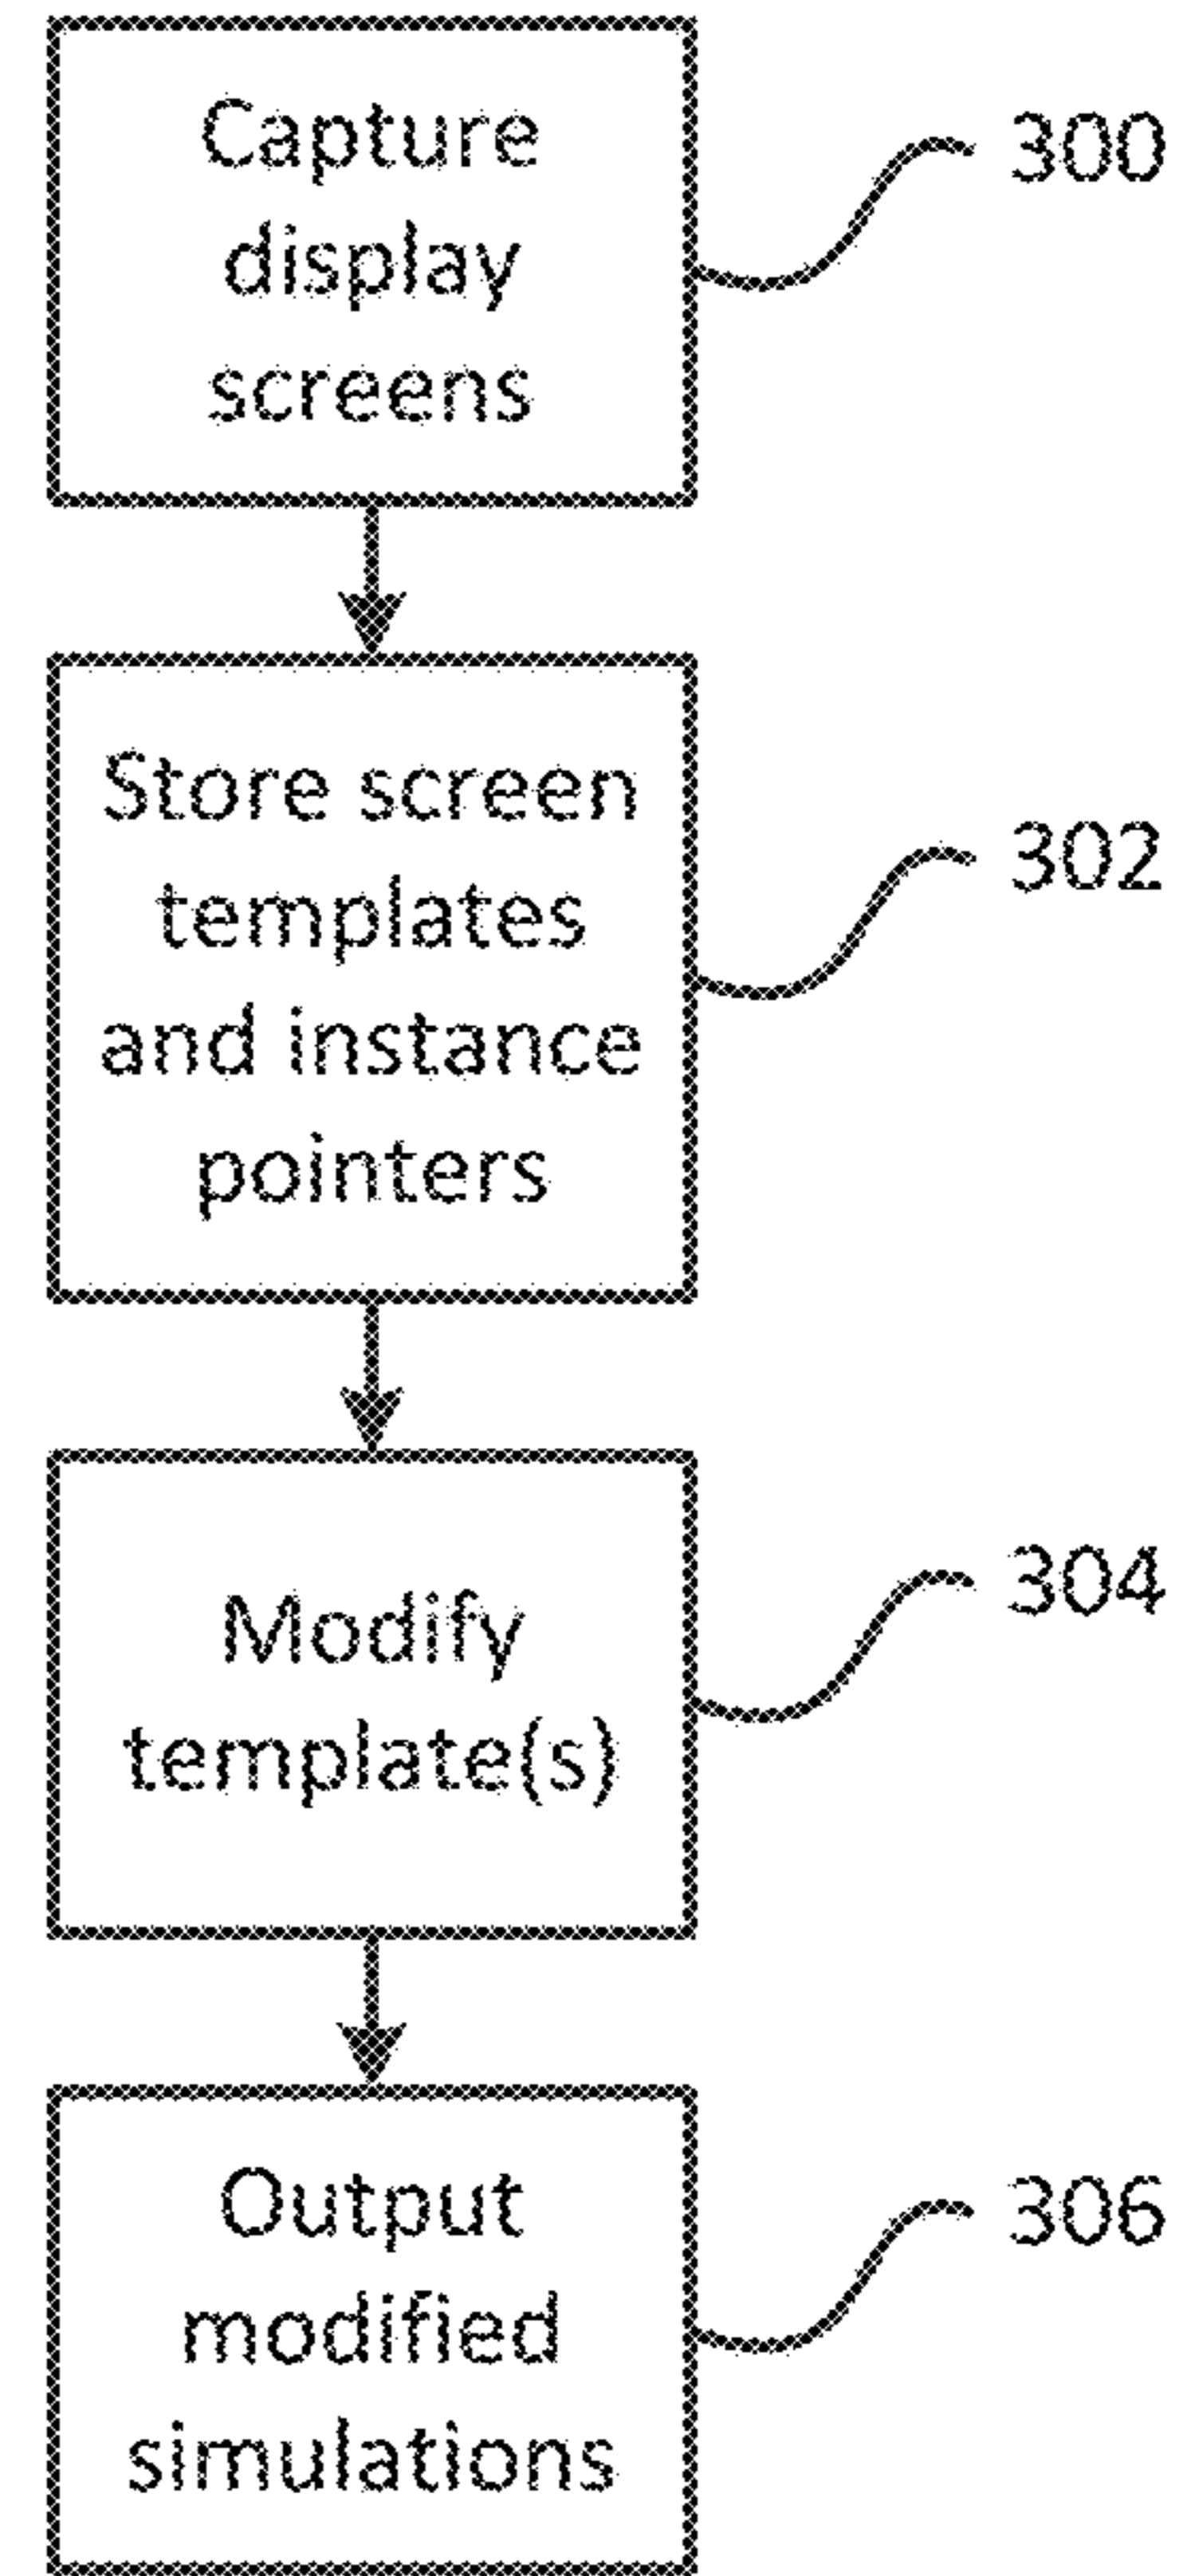 Capture
display
screens
300
Store screen
templates
and instance
pointers
302
Modify
template(s)
304
Output
modified
simulations
306